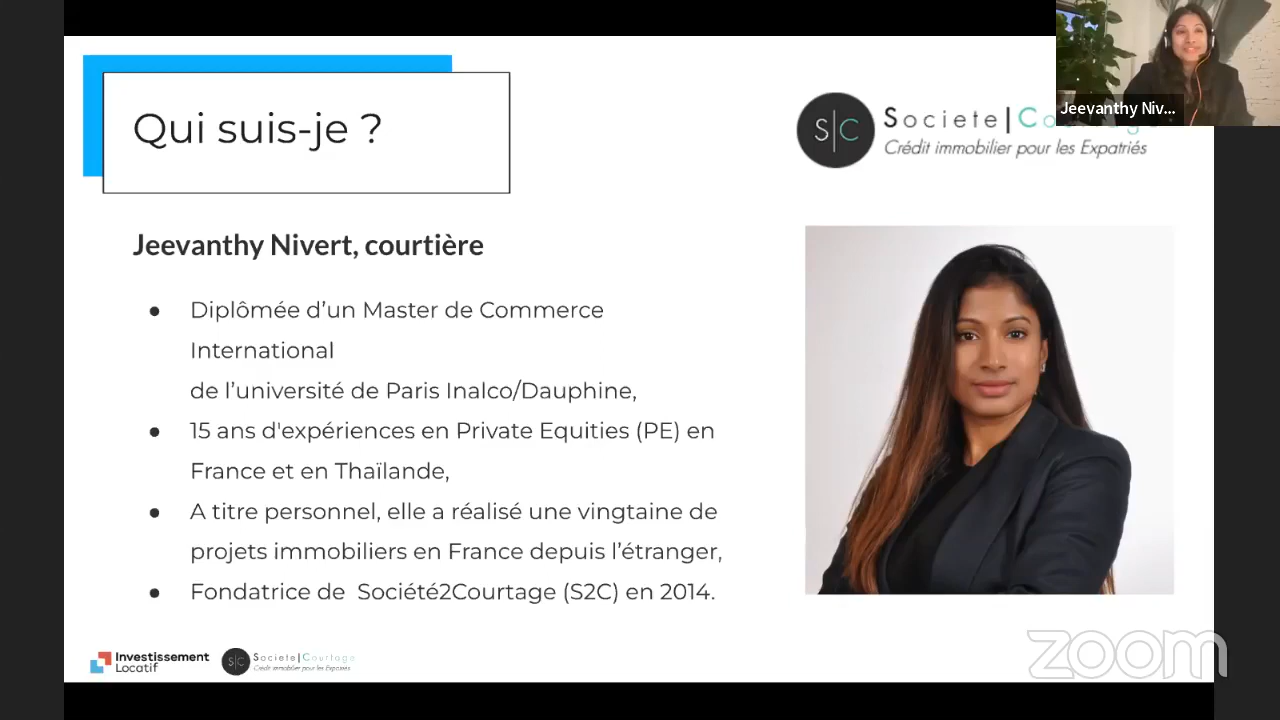 Qui suis-je ?
S|C
Societe|Courtage
Crédit immobilier pour les Expatriés
Jeevanthy Niv...
Jeevanthy Nivert, courtière
● Diplômée d’un Master de Commerce
International
de l’université de Paris Inalco/Dauphine,
● 15 ans d'expériences en Private Equities (PE) en
France et en Thaïlande,
● A titre personnel, elle a réalisé une vingtaine de
projets immobiliers en France depuis l’étranger,
● Fondatrice de Société2Courtage (S2C) en 2014.
Investissement
Locatif
S|C
Societe|Courtage
Crédit immobilier pour les Expatriés
zoom